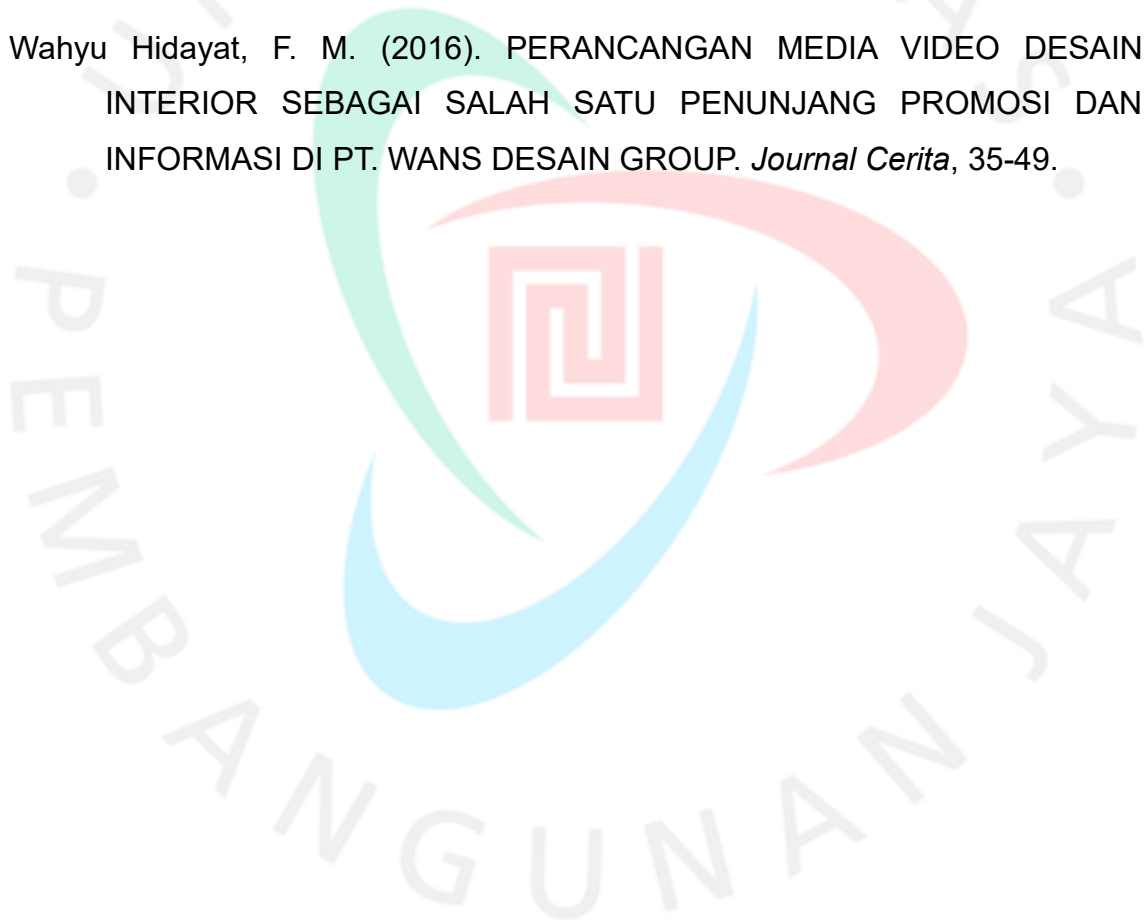 Wahyu Hidayat, F. M. (2016). PERANCANGAN MEDIA VIDEO DESAIN
INTERIOR SEBAGAI SALAH SATU PENUNJANG PROMOSI DAN
INFORMASI DI PT. WANS DESAIN GROUP. Journal Cerita, 35-49.
PEMBANGUNAN JAYA